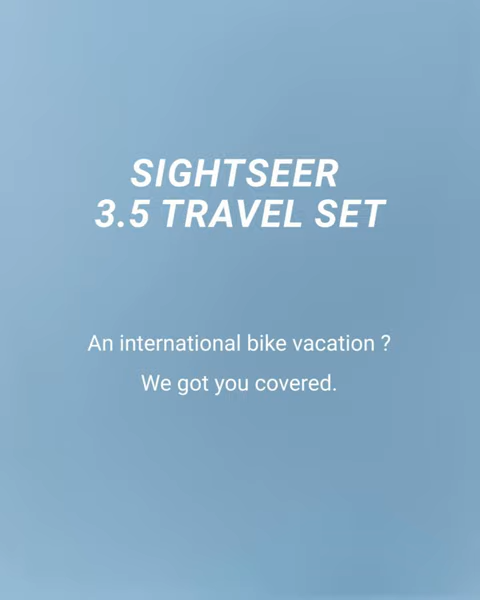 SIGHTSEER
3.5 TRAVEL SET
An international bike vacation ?
We got you covered.